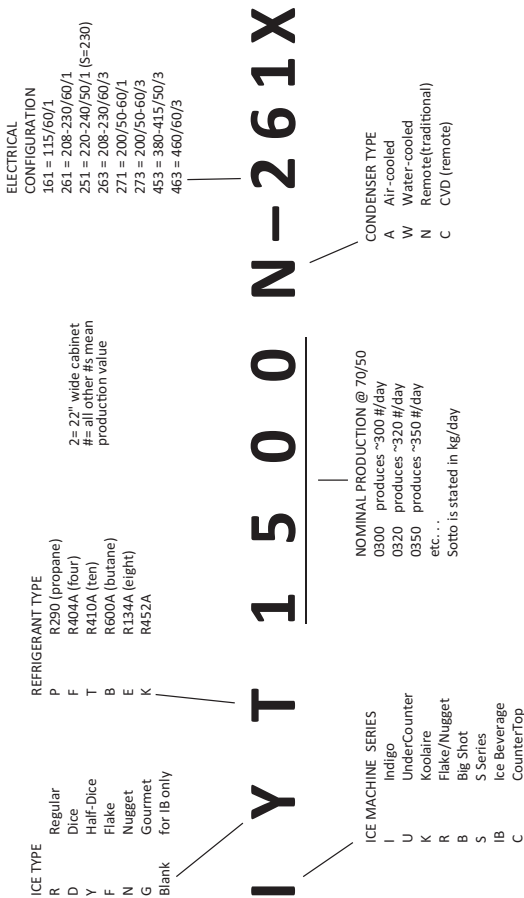 ICE TYPE
R Regular
D Dice
Y Half-Dice
F Flake
N Nugget
G Gourmet
Blank for IB only
REFRIGERANT TYPE
P R290 (propane)
F R404A (four)
T R410A (ten)
B R600A (butane)
E R134A (eight)
K R452A
2= 22" wide cabinet
#= all other #s mean
production value
ELECTRICAL
CONFIGURATION
161 = 115/60/1
261 = 208-230/60/1
251 = 220-240/50/1 (S=230)
263 = 208-230/60/3
271 = 200/50-60/1
273 = 200/50-60/3
453 = 380-415/50/3
463 = 460/60/3
I Y T 1 5 0 0 N – 2 6 1 X
ICE MACHINE SERIES
I Indigo
U UnderCounter
K Koolaire
R Flake/Nugget
B Big Shot
S S Series
IB Ice Beverage
C CounterTop
NOMINAL PRODUCTION @ 70/50
0300 produces ~300 #/day
0320 produces ~320 #/day
0350 produces ~350 #/day
etc. . .
Sotto is stated in kg/day
CONDENSER TYPE
A Air-cooled
W Water-cooled
N Remote(traditional)
C CVD (remote)